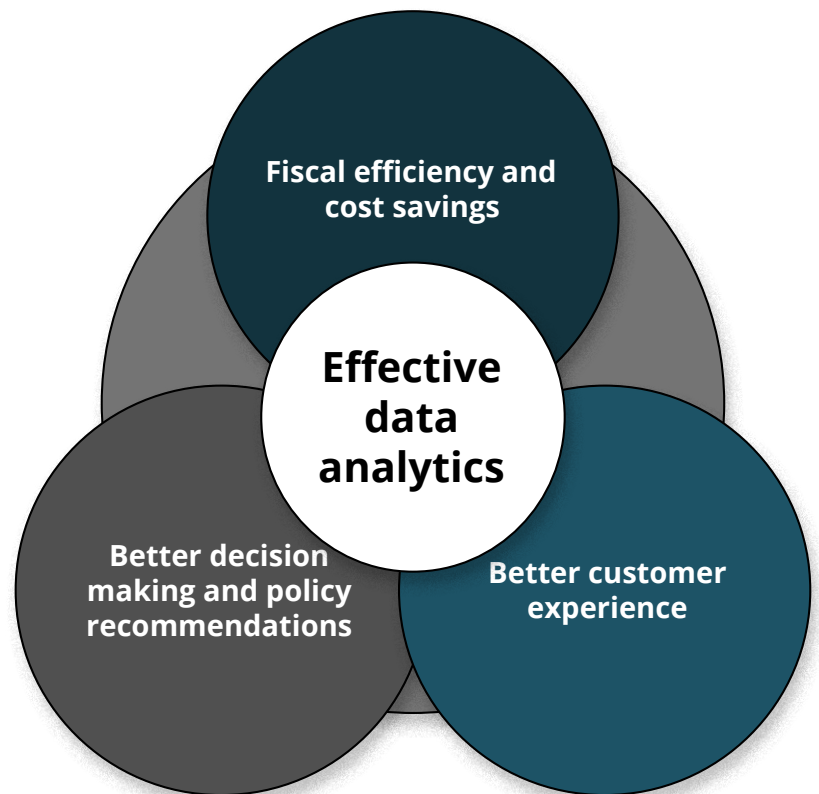 Fiscal efficiency and
cost savings
Effective
data
analytics
Better decision
making and policy
recommendations
Better customer
experience